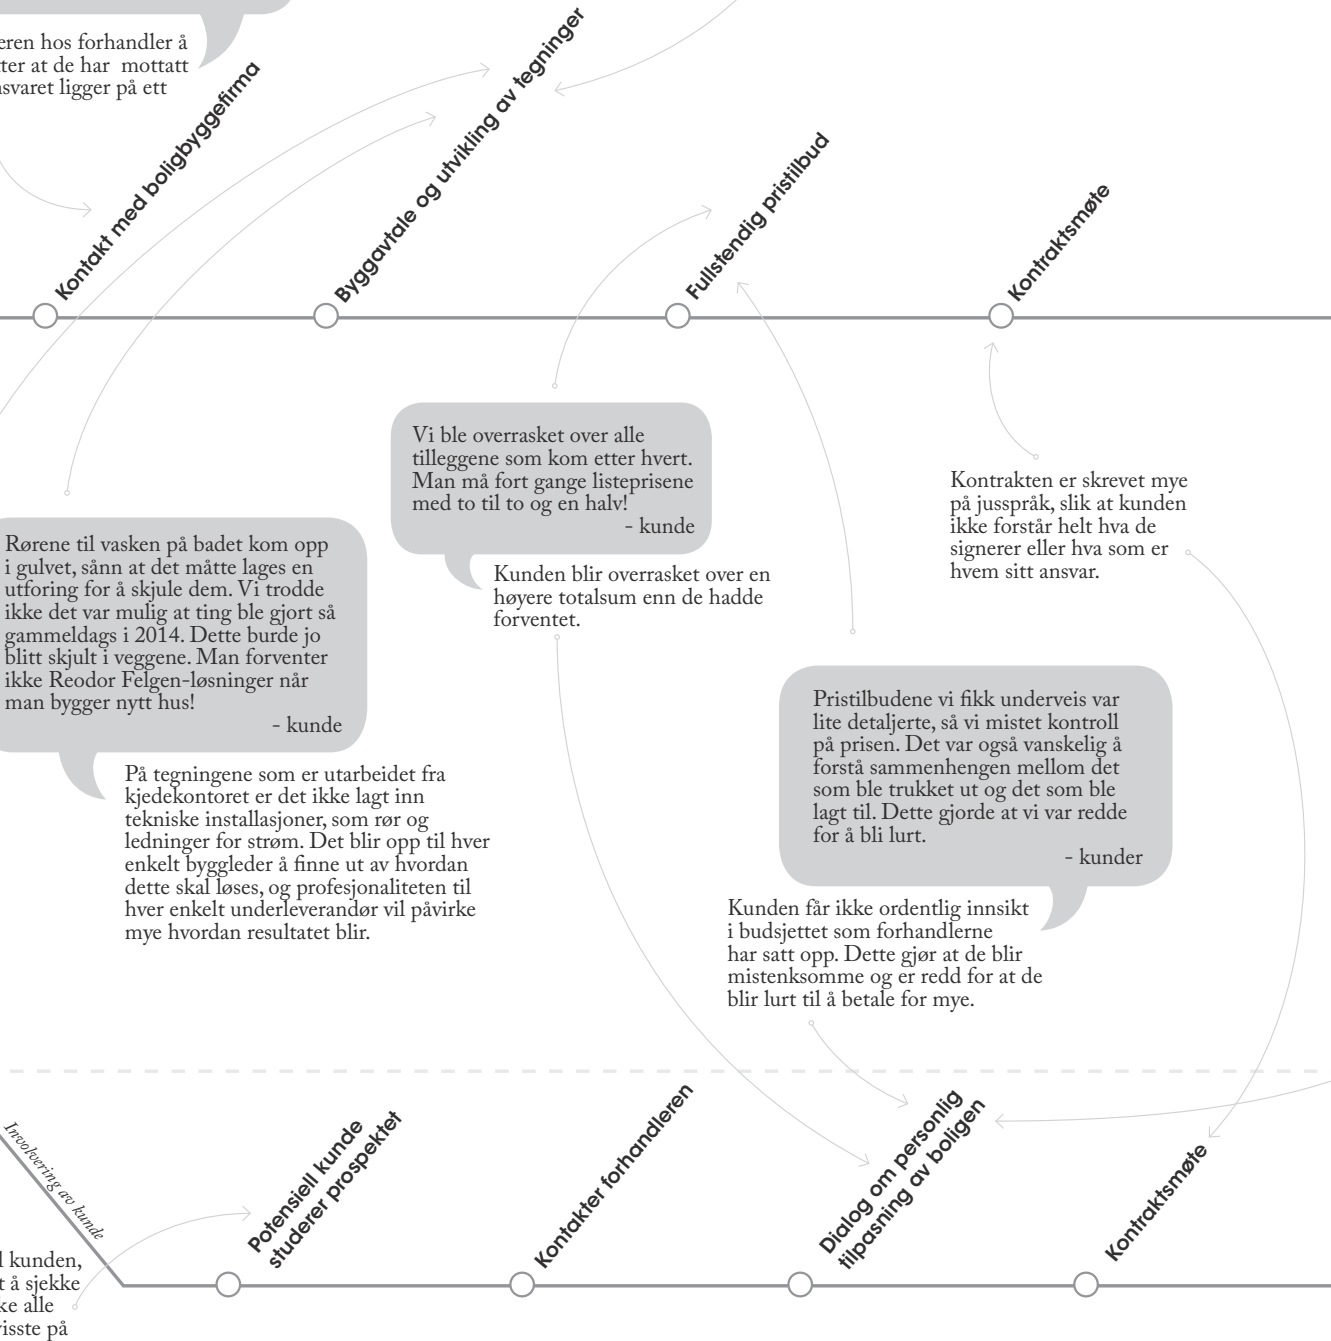 eren hos forhandler å
tter at de har mottatt
nsvaret ligger på ett
Kontakt med boligbyggefirma
Byggavtale og utvikling av tegninger
Fullstendig pristilbud
Kontraktsmøte
Vi ble overrasket over alle
tilleggene som kom etter hvert.
Man må fort gange listeprisene
med to til to og en halv!
- kunde
Kunden blir overrasket over en
høyere totalsum enn de hadde
forventet.
Kontrakten er skrevet mye
på jusspråk, slik at kunden
ikke forstår helt hva de
signerer eller hva som er
hvem sitt ansvar.
Rørene til vasken på badet kom opp
i gulvet, sånn at det måtte lages en
utforing for å skjule dem. Vi trodde
ikke det var mulig at ting ble gjort så
gammeldags i 2014. Dette burde jo
blitt skjult i veggene. Man forventer
ikke Reodor Felgen-løsninger når
man bygger nytt hus!
- kunde
På tegningene som er utarbeidet fra
kjedekontoret er det ikke lagt inn
tekniske installasjoner, som rør og
ledninger for strøm. Det blir opp til hver
enkelt byggleder å finne ut av hvordan
dette skal løses, og profesjonaliteten til
hver enkelt underleverandør vil påvirke
mye hvordan resultatet blir.
Pristilbudene vi fikk underveis var
lite detaljerte, så vi mistet kontroll
på prisen. Det var også vanskelig å
forstå sammenhengen mellom det
som ble trukket ut og det som ble
lagt til. Dette gjorde at vi var redde
for å bli lurt.
- kunder
Kunden får ikke ordentlig innsikt
i budsjettet som forhandlerne
har satt opp. Dette gjør at de blir
mistenksomme og er redd for at de
blir lurt til å betale for mye.
Involvering av kunde
Potensiell kunde
studerer prospektet
Kontakter forhandleren
Dialog om personlig
tilpasning av boligen
Kontraktsmøte
l kunden,
t å sjekke
ke alle
visste på